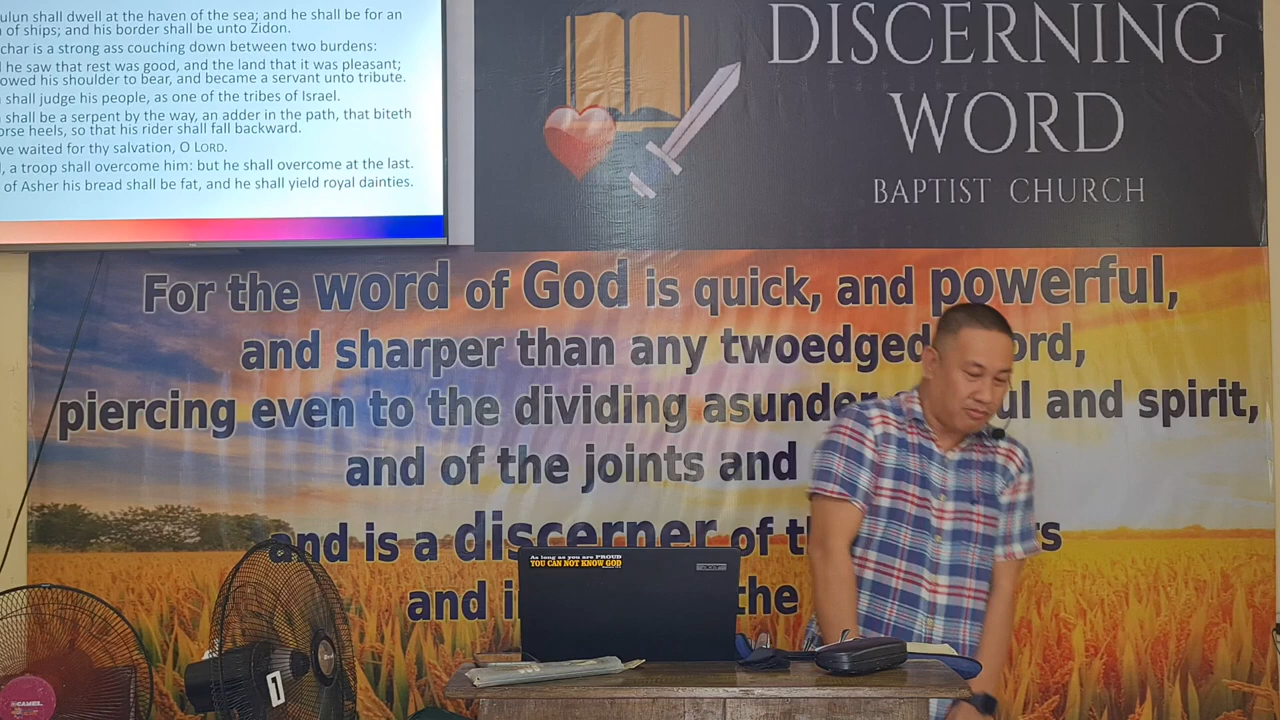 ulun shall dwell at the haven of the sea; and he shall be for an
of ships; and his border shall be unto Zidon.
char is a strong ass couching down between two burdens:
he saw that rest was good, and the land that it was pleasant;
owed his shoulder to bear, and became a servant unto tribute.
shall judge his people, as one of the tribes of Israel.
shall be a serpent by the way, an adder in the path, that biteth
orse heels, so that his rider shall fall backward.
ve waited for thy salvation, O LORD.
, a troop shall overcome him: but he shall overcome at the last.
of Asher his bread shall be fat, and he shall yield royal dainties.
DISCERNING
WORD
BAPTIST CHURCH
For the word of God is quick, and powerful,
and sharper than any twoedged ord,
piercing even to the dividing asunder ul and spirit,
and of the joints and
and is a discerner of th rs
and i the
As long as you are PROUD
YOU CAN NOT KNOW GOD
1
CAMEL